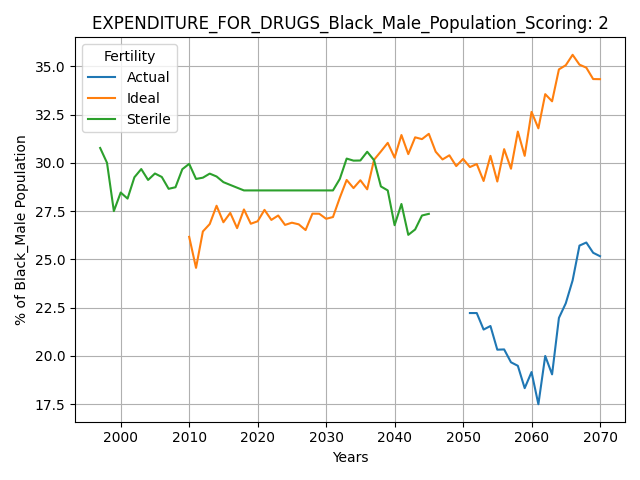 EXPENDITURE_FOR_DRUGS_Black_Male_Population_Scoring: 2
Fertility
Actual
Ideal
Sterile
% of Black_Male Population
35.0
32.5
30.0
27.5
25.0
22.5
20.0
17.5
2000 2010 2020 2030 2040 2050 2060 2070
Years